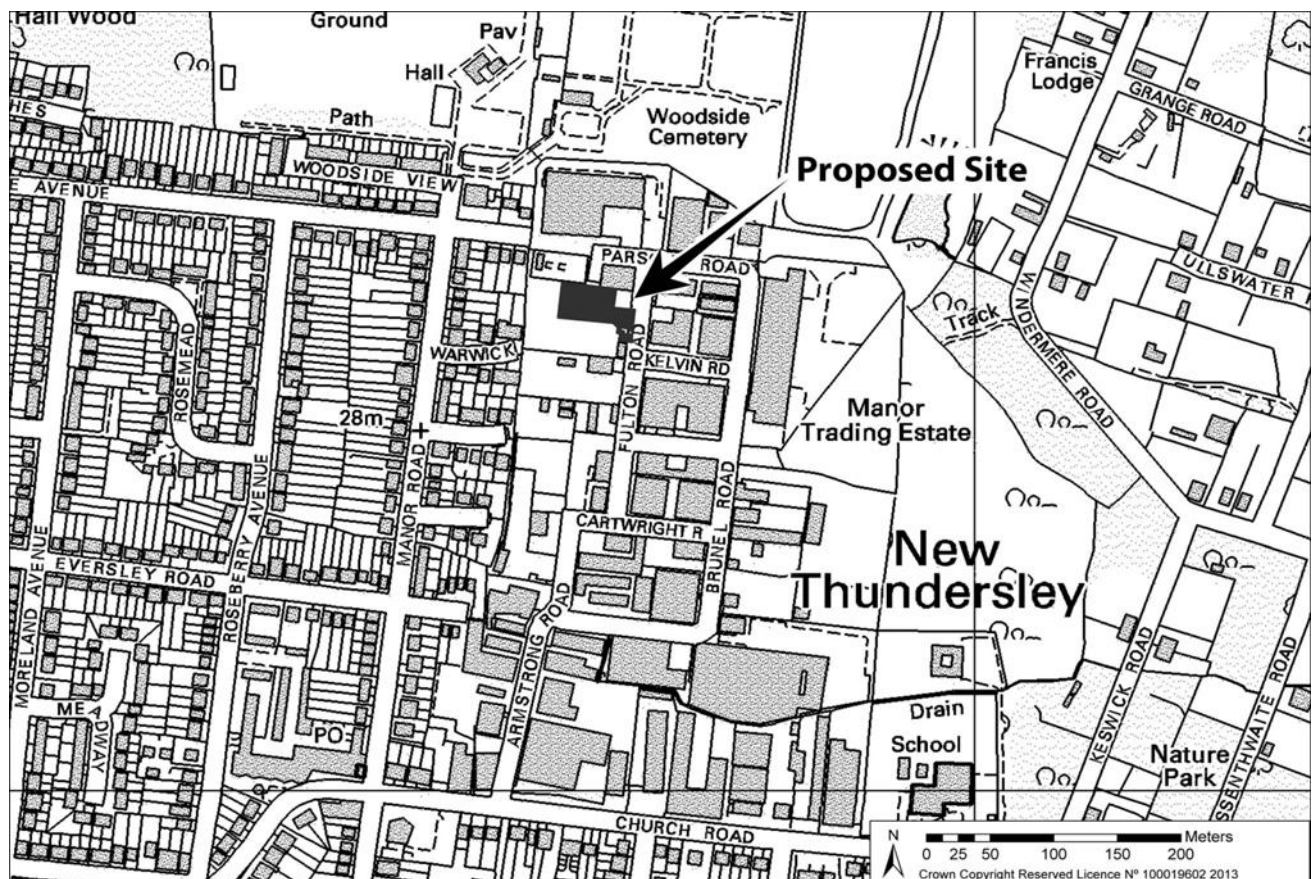 Hall Wood
Ground
Pav
Hall
Path
Woodside
Cemetery
Francis
Lodge
GRANGE ROAD
HES
AVENUE
WOODSIDE VIEW
Proposed Site
PARS
ROAD
ULLSWATER
WINDERMERE ROAD
Track
ROSEMEAD
WARWICK
FULTON ROAD
KELVIN RD
28m
MANOR ROAD
Manor
Trading Estate
ROSEBERRY AVENUE
CARTWRIGHT R
BRUNEL ROAD
New
Thundersley
MORELAND AVENUE
EVERSLEY ROAD
ARMSTRONG ROAD
KESWICK ROAD
SSENTHWAITE ROAD
MEADWAY
PO
Drain
School
Nature
Park
CHURCH ROAD
N
Meters
0 25 50 100 150 200
Crown Copyright Reserved Licence Nº 100019602 2013